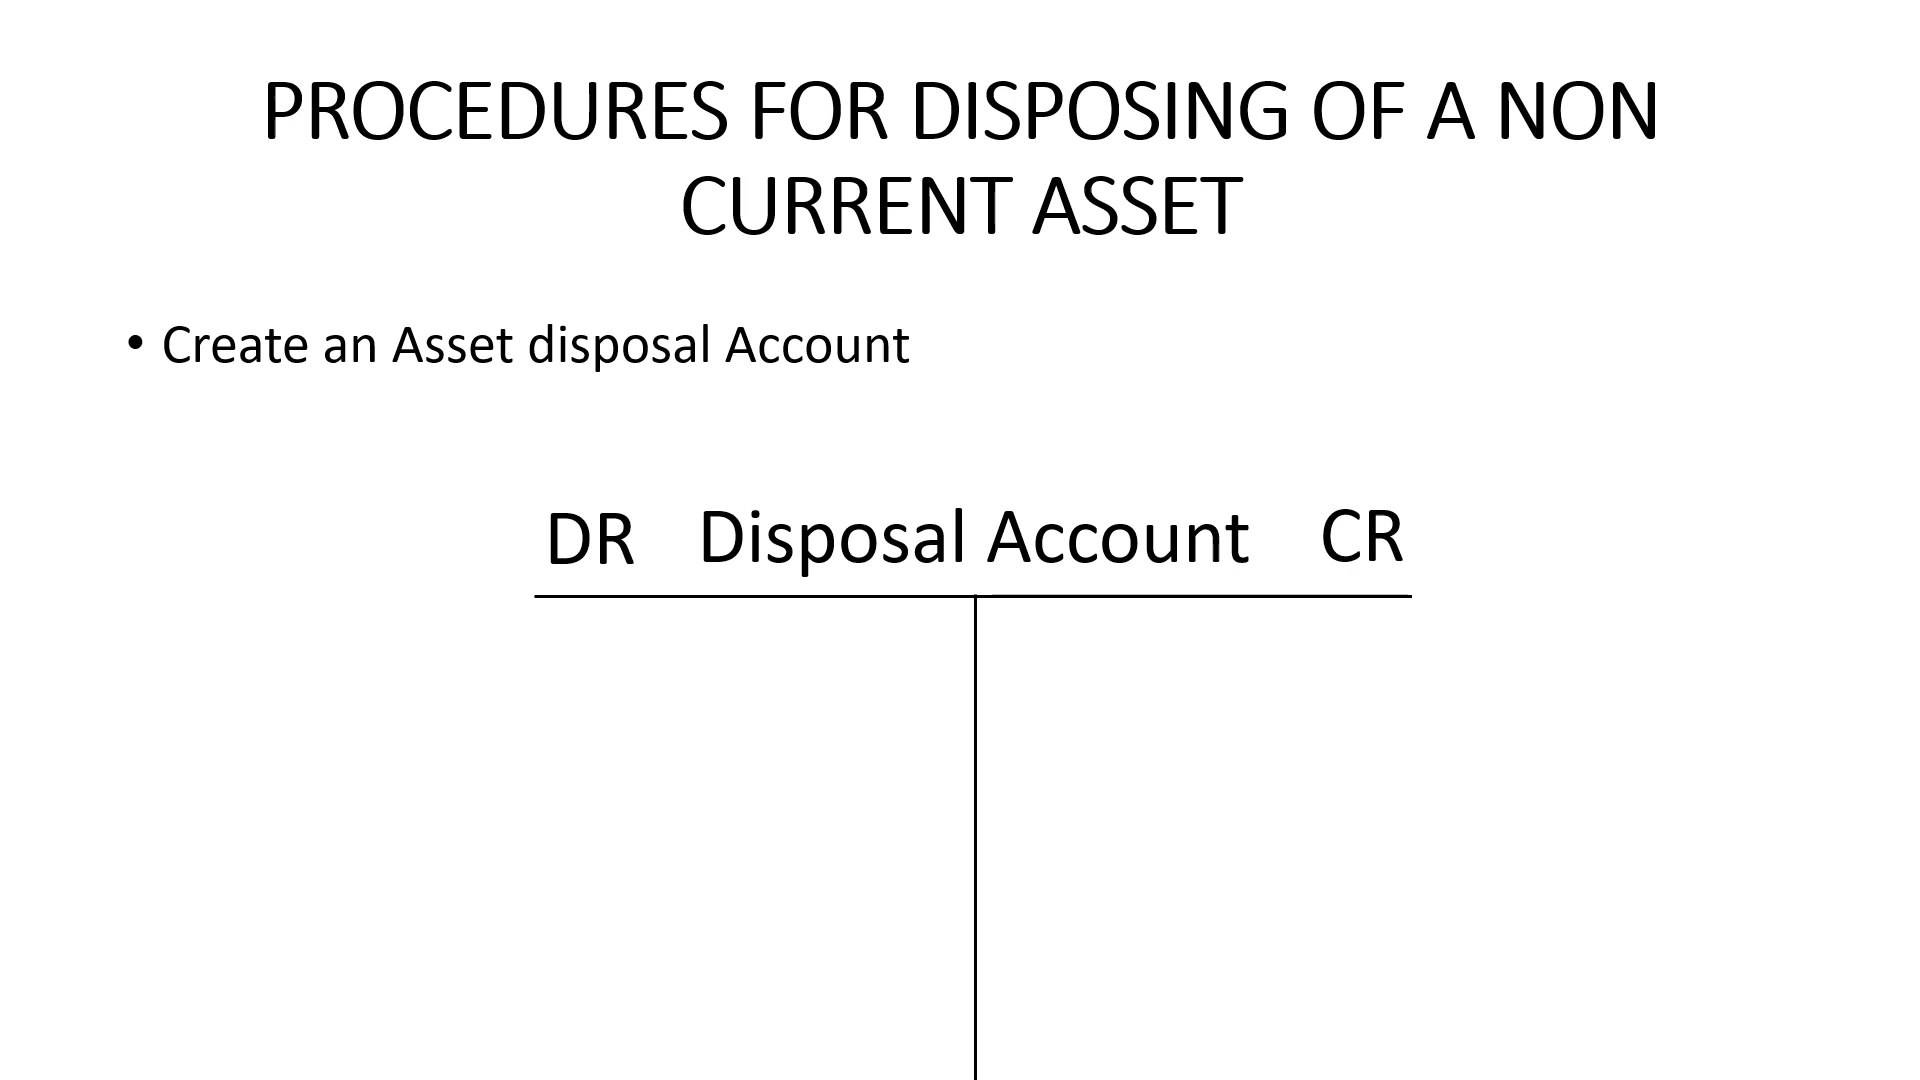 PROCEDURES FOR DISPOSING OF A NON
CURRENT ASSET
• Create an Asset disposal Account
DR Disposal Account CR